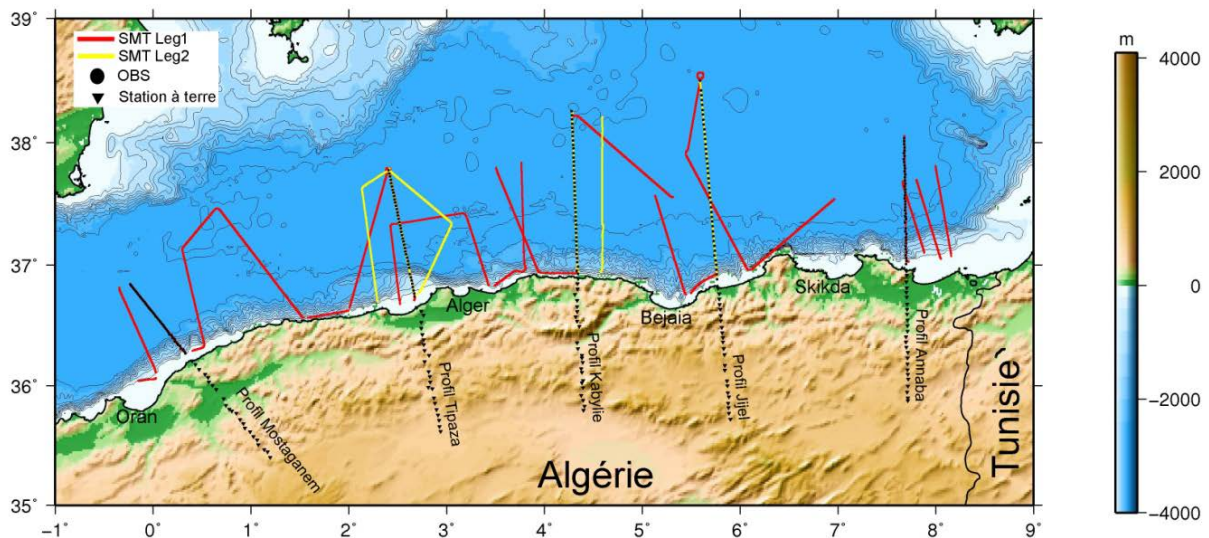 39°
38°
37°
36°
35°
SMT Leg1
SMT Leg2
OBS
Station à terre
Oran
Alger
Bejaia
Skikda
Profil Mostaganem
Profil Tipaza
Profil Kabylie
Profil Jijel
Profil Annaba
Algérie
Tunisie
-1° 0° 1° 2° 3° 4° 5° 6° 7° 8° 9°
m
4000
2000
0
-2000
-4000